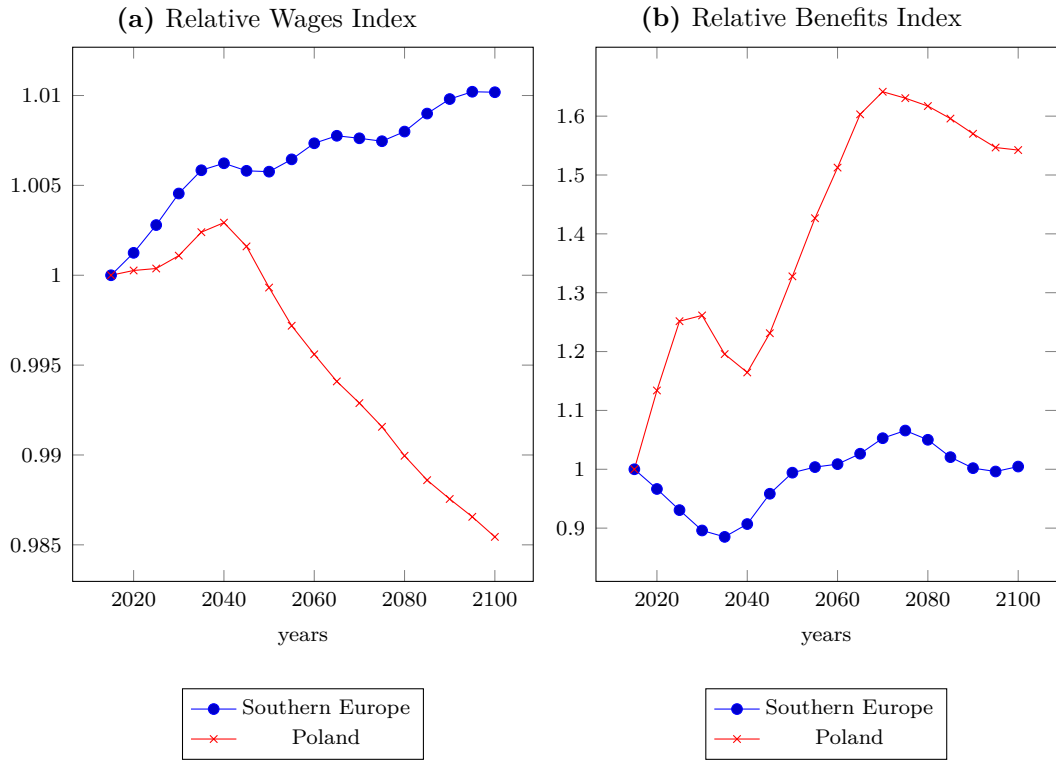 (a) Relative Wages Index
1.01
1.005
1
0.995
0.99
0.985
2020 2040 2060 2080 2100
years
Southern Europe
Poland
(b) Relative Benefits Index
1.6
1.5
1.4
1.3
1.2
1.1
1
0.9
2020 2040 2060 2080 2100
years
Southern Europe
Poland